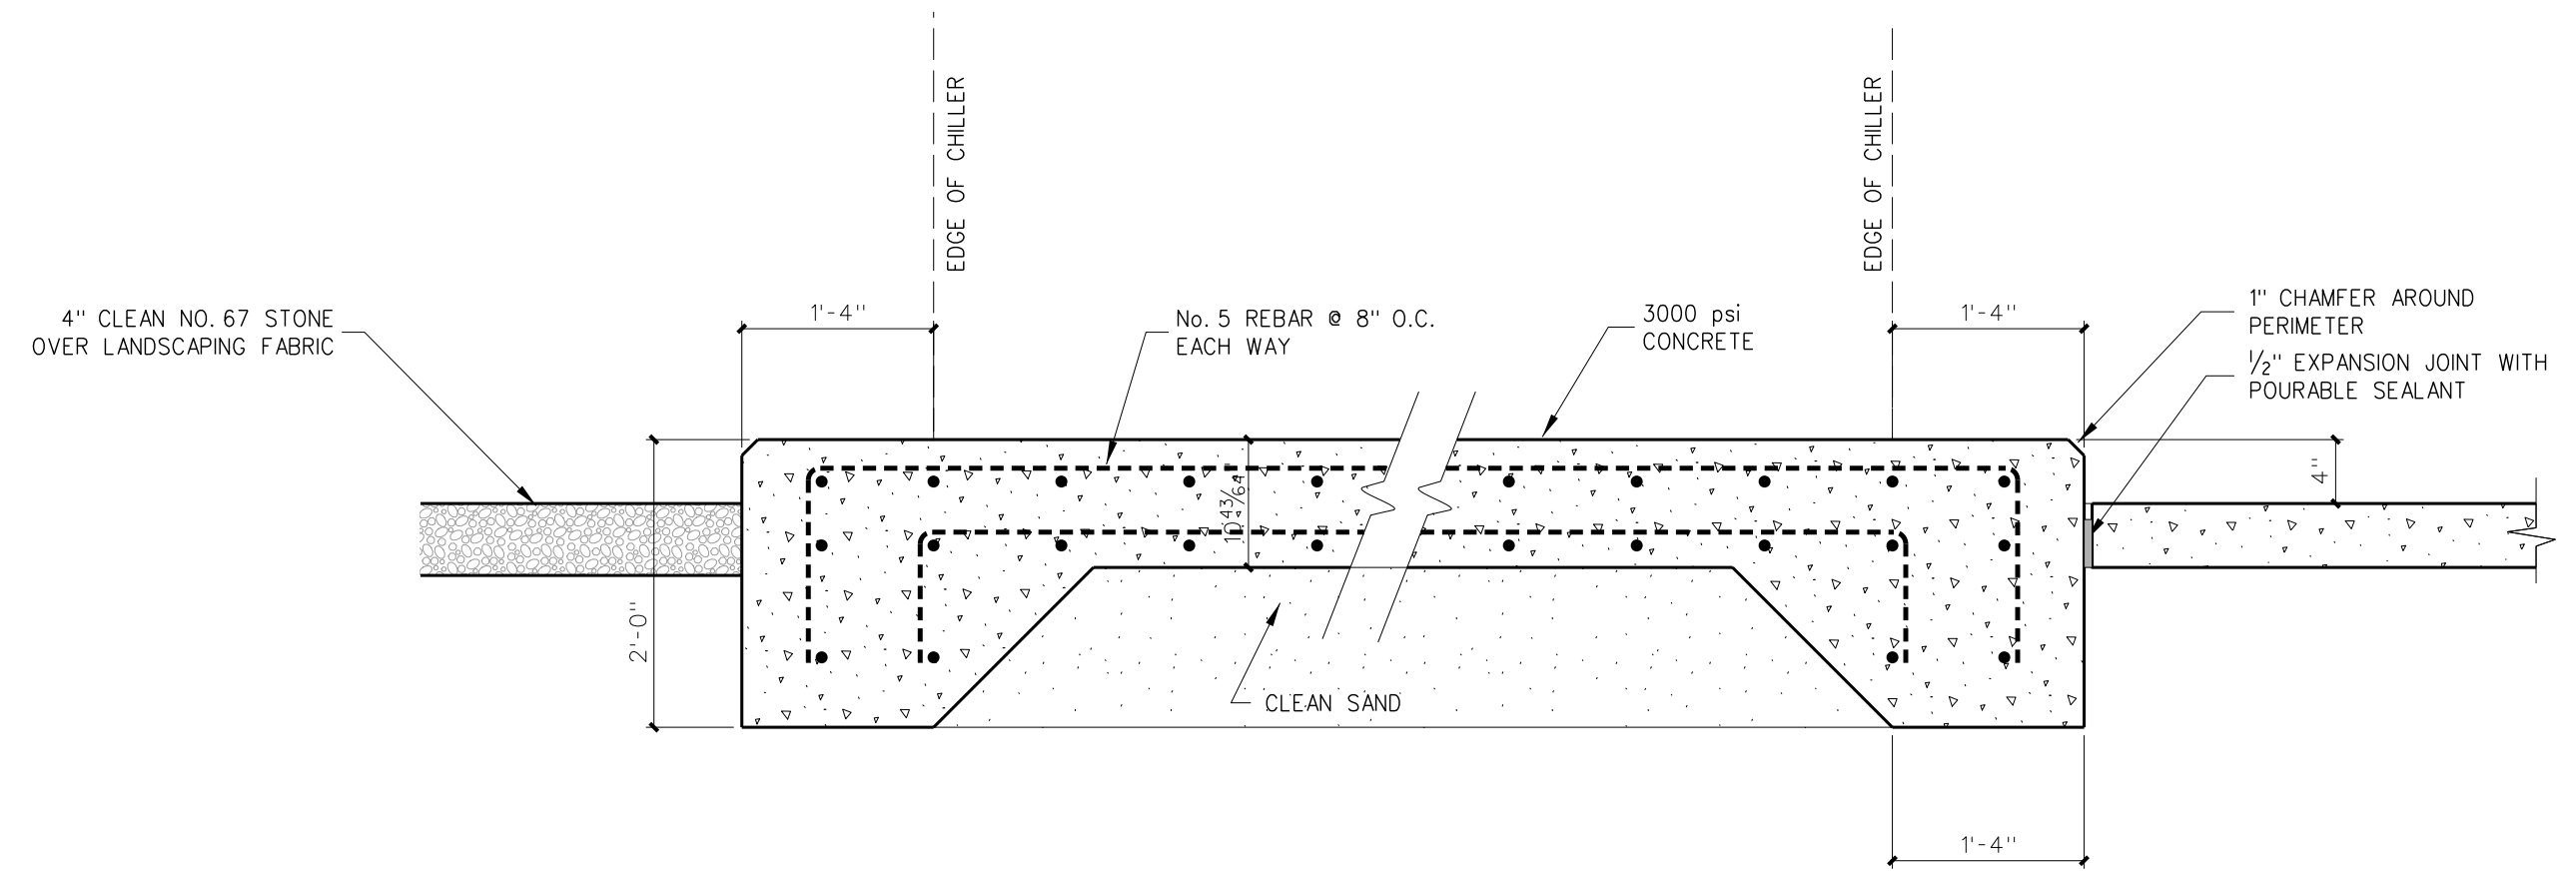 EDGE OF CHILLER
EDGE OF CHILLER
4" CLEAN NO. 67 STONE
OVER LANDSCAPING FABRIC
1'-4"
No. 5 REBAR @ 8" O.C.
EACH WAY
3000 psi
CONCRETE
1'-4"
1" CHAMFER AROUND
PERIMETER
½" EXPANSION JOINT WITH
POURABLE SEALANT
4"
10 43/64"
2'-0"
CLEAN SAND
1'-4"